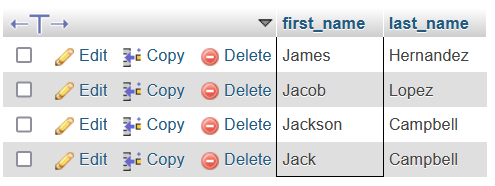 first_name last_name
Edit Copy Delete James Hernandez
Edit Copy Delete Jacob Lopez
Edit Copy Delete Jackson Campbell
Edit Copy Delete Jack Campbell